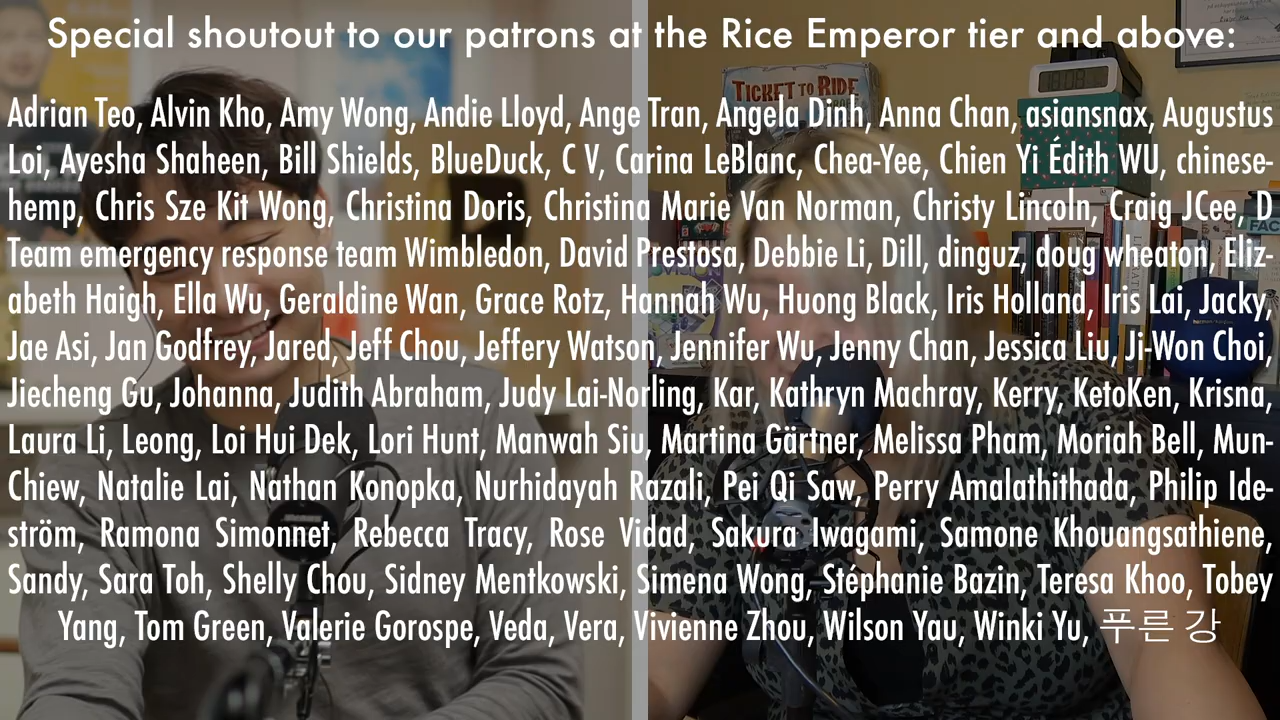 Special shoutout to our patrons at the Rice Emperor tier and above:
Adrian Teo, Alvin Kho, Amy Wong, Andie Lloyd, Ange Tran, Angela Dinh, Anna Chan, asiansnax, Augustus
Loi, Ayesha Shaheen, Bill Shields, BlueDuck, C V, Carina LeBlanc, Chea-Yee, Chien Yi Édith WU, chinese-
hemp, Chris Sze Kit Wong, Christina Doris, Christina Marie Van Norman, Christy Lincoln, Craig JCee, D
Team emergency response team Wimbledon, David Prestosa, Debbie Li, Dill, dinguz, doug wheaton, Eliz-
abeth Haigh, Ella Wu, Geraldine Wan, Grace Rotz, Hannah Wu, Huong Black, Iris Holland, Iris Lai, Jacky,
Jae Asi, Jan Godfrey, Jared, Jeff Chou, Jeffery Watson, Jennifer Wu, Jenny Chan, Jessica Liu, Ji-Won Choi,
Jiecheng Gu, Johanna, Judith Abraham, Judy Lai-Norling, Kar, Kathryn Machray, Kerry, KetoKen, Krisna,
Laura Li, Leong, Loi Hui Dek, Lori Hunt, Manwah Siu, Martina Gärtner, Melissa Pham, Moriah Bell, Mun-
Chiew, Natalie Lai, Nathan Konopka, Nurhidayah Razali, Pei Qi Saw, Perry Amalathithada, Philip Ide-
ström, Ramona Simonnet, Rebecca Tracy, Rose Vidad, Sakura Iwagami, Samone Khouangsathiene,
Sandy, Sara Toh, Shelly Chou, Sidney Mentkowski, Simena Wong, Stéphanie Bazin, Teresa Khoo, Tobey
Yang, Tom Green, Valerie Gorospe, Veda, Vera, Vivienne Zhou, Wilson Yau, Winki Yu, 푸른 강
TICKET TO RIDE